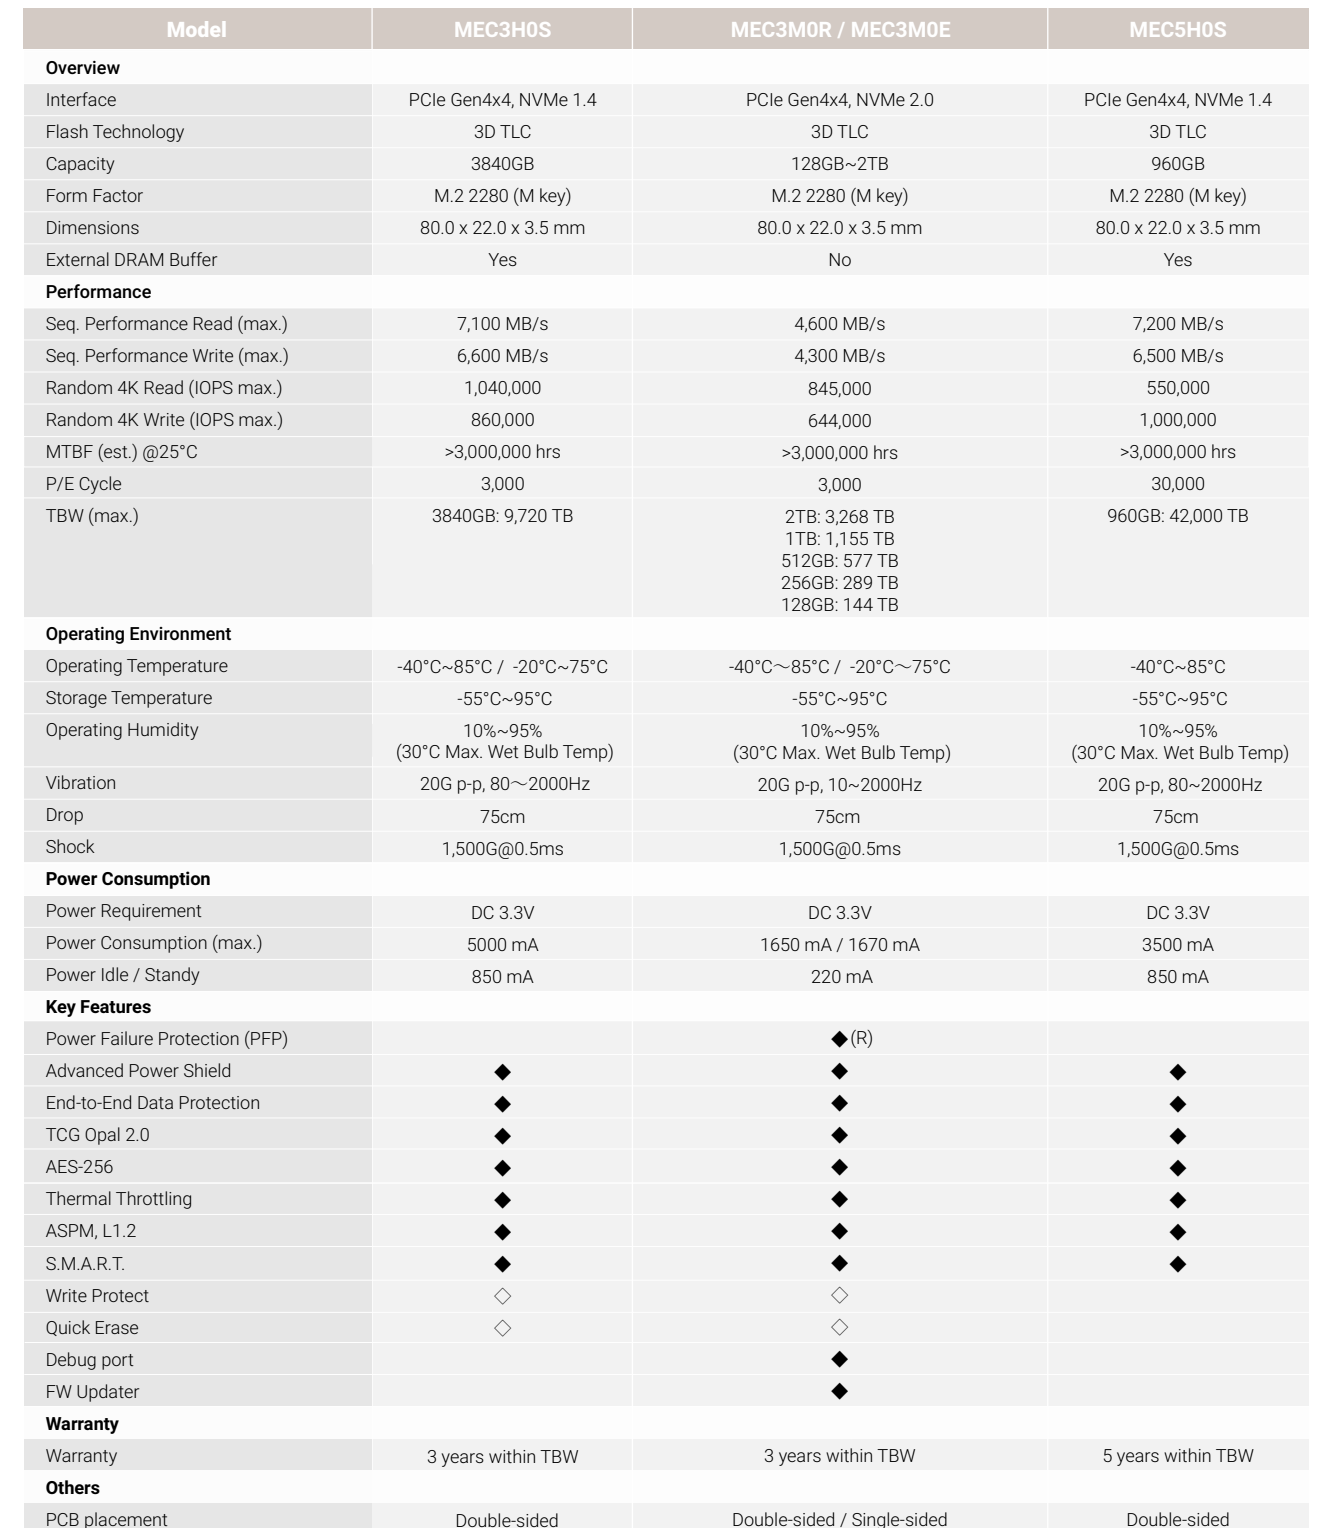 Model MEC3H0S MEC3M0R / MEC3M0E MEC5H0S
Overview
Interface PCIe Gen4x4, NVMe 1.4 PCIe Gen4x4, NVMe 2.0 PCIe Gen4x4, NVMe 1.4
Flash Technology 3D TLC 3D TLC 3D TLC
Capacity 3840GB 128GB~2TB 960GB
Form Factor M.2 2280 (M key) M.2 2280 (M key) M.2 2280 (M key)
Dimensions 80.0 x 22.0 x 3.5 mm 80.0 x 22.0 x 3.5 mm 80.0 x 22.0 x 3.5 mm
External DRAM Buffer Yes No Yes
Performance
Seq. Performance Read (max.) 7,100 MB/s 4,600 MB/s 7,200 MB/s
Seq. Performance Write (max.) 6,600 MB/s 4,300 MB/s 6,500 MB/s
Random 4K Read (IOPS max.) 1,040,000 845,000 550,000
Random 4K Write (IOPS max.) 860,000 644,000 1,000,000
MTBF (est.) @25°C >3,000,000 hrs >3,000,000 hrs >3,000,000 hrs
P/E Cycle 3,000 3,000 30,000
TBW (max.) 3840GB: 9,720 TB 2TB: 3,268 TB 960GB: 42,000 TB
1TB: 1,155 TB
512GB: 577 TB
256GB: 289 TB
128GB: 144 TB
Operating Environment
Operating Temperature -40°C~85°C / -20°C~75°C -40°C～85°C / -20°C～75°C -40°C~85°C
Storage Temperature -55°C~95°C -55°C~95°C -55°C~95°C
Operating Humidity 10%~95% 10%~95% 10%~95%
(30°C Max. Wet Bulb Temp) (30°C Max. Wet Bulb Temp) (30°C Max. Wet Bulb Temp)
Vibration 20G p-p, 80～2000Hz 20G p-p, 10~2000Hz 20G p-p, 80~2000Hz
Drop 75cm 75cm 75cm
Shock 1,500G@0.5ms 1,500G@0.5ms 1,500G@0.5ms
Power Consumption
Power Requirement DC 3.3V DC 3.3V DC 3.3V
Power Consumption (max.) 5000 mA 1650 mA / 1670 mA 3500 mA
Power Idle / Standy 850 mA 220 mA 850 mA
Key Features
Power Failure Protection (PFP) ◆(R)
Advanced Power Shield ◆ ◆ ◆
End-to-End Data Protection ◆ ◆ ◆
TCG Opal 2.0 ◆ ◆ ◆
AES-256 ◆ ◆ ◆
Thermal Throttling ◆ ◆ ◆
ASPM, L1.2 ◆ ◆ ◆
S.M.A.R.T. ◆ ◆ ◆
Write Protect ◇ ◇
Quick Erase ◇ ◇
Debug port ◆
FW Updater ◆
Warranty
Warranty 3 years within TBW 3 years within TBW 5 years within TBW
Others
PCB placement Double-sided Double-sided / Single-sided Double-sided